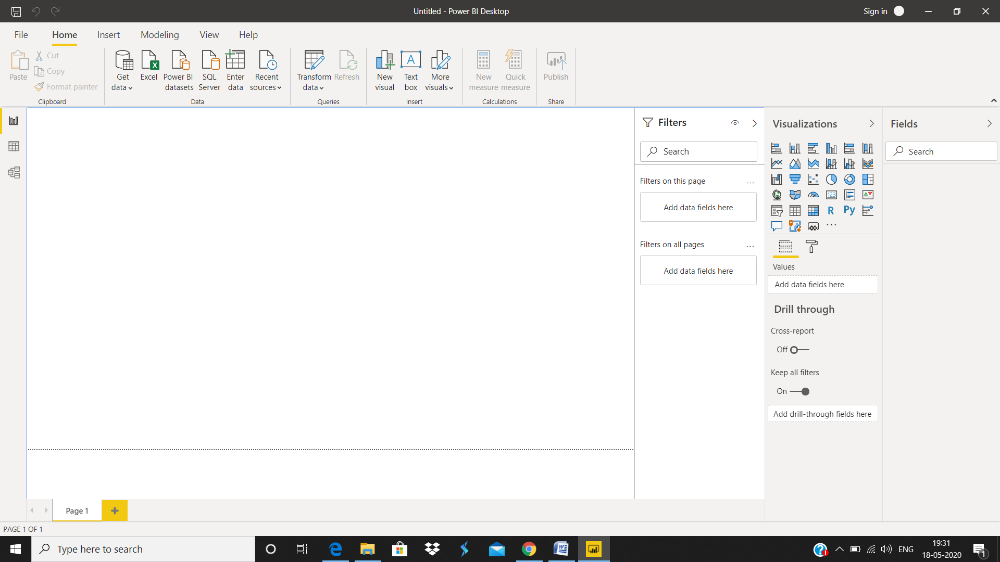 Untitled - Power BI Desktop
Sign in
File Home Insert Modeling View Help
Paste
Cut
Copy
Format painter
Clipboard
Get data
Excel
Power BI datasets
SQL Server
Enter data
Recent sources
Data
Transform data
Refresh
Queries
New visual
A
Text box
More visuals
Insert
New measure
Quick measure
Calculations
Publish
Share
Filters
Search
Filters on this page ...
Add data fields here
Filters on all pages ...
Add data fields here
Visualizations
123
R Py
...
Values
Add data fields here
Drill through
Cross-report
Off
Keep all filters
On
Add drill-through fields here
Fields
Search
Page 1
PAGE 1 OF 1
Type here to search
ENG
19:31
18-05-2020
1